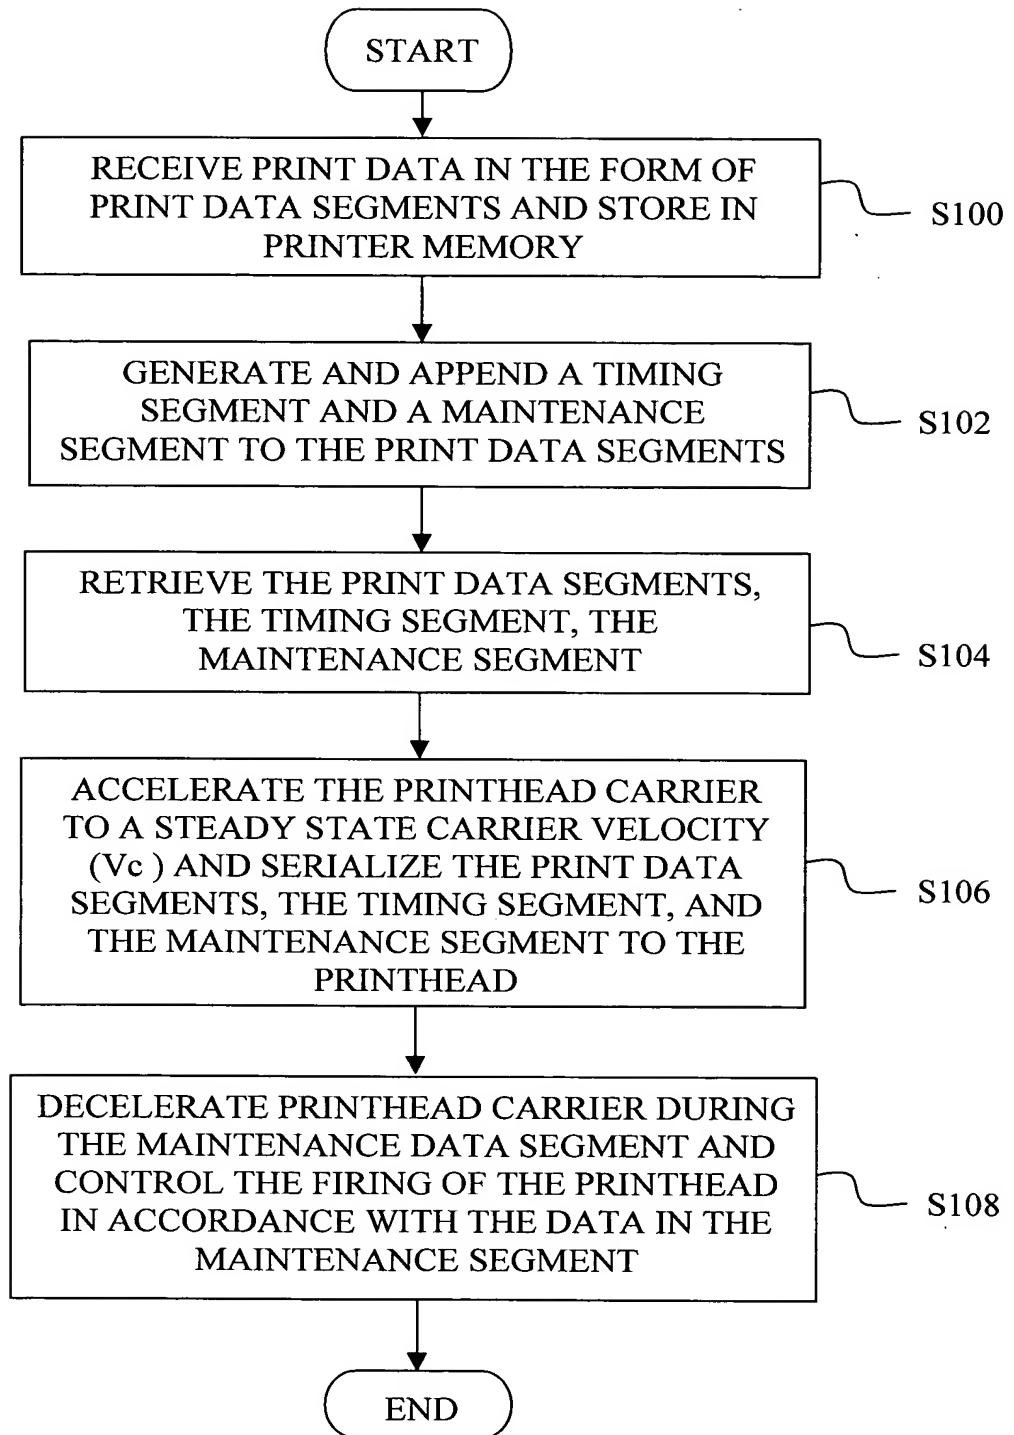 START
RECEIVE PRINT DATA IN THE FORM OF
PRINT DATA SEGMENTS AND STORE IN
PRINTER MEMORY
S100
GENERATE AND APPEND A TIMING
SEGMENT AND A MAINTENANCE
SEGMENT TO THE PRINT DATA SEGMENTS
S102
RETRIEVE THE PRINT DATA SEGMENTS,
THE TIMING SEGMENT, THE
MAINTENANCE SEGMENT
S104
ACCELERATE THE PRINTHEAD CARRIER
TO A STEADY STATE CARRIER VELOCITY
(Vc ) AND SERIALIZE THE PRINT DATA
SEGMENTS, THE TIMING SEGMENT, AND
THE MAINTENANCE SEGMENT TO THE
PRINTHEAD
S106
DECELERATE PRINTHEAD CARRIER DURING
THE MAINTENANCE DATA SEGMENT AND
CONTROL THE FIRING OF THE PRINTHEAD
IN ACCORDANCE WITH THE DATA IN THE
MAINTENANCE SEGMENT
S108
END